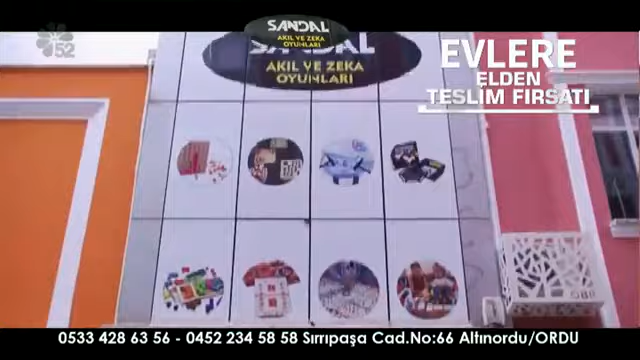 52
SANDAL
AKIL VE ZEKA
OYUNLARI
SANDAL
AKIL VE ZEKA
OYUNLARI
EVLERE
ELDEN
TESLİM FIRSATI
0533 428 63 56 - 0452 234 58 58 Sırrıpaşa Cad.No:66 Altınordu/ORDU